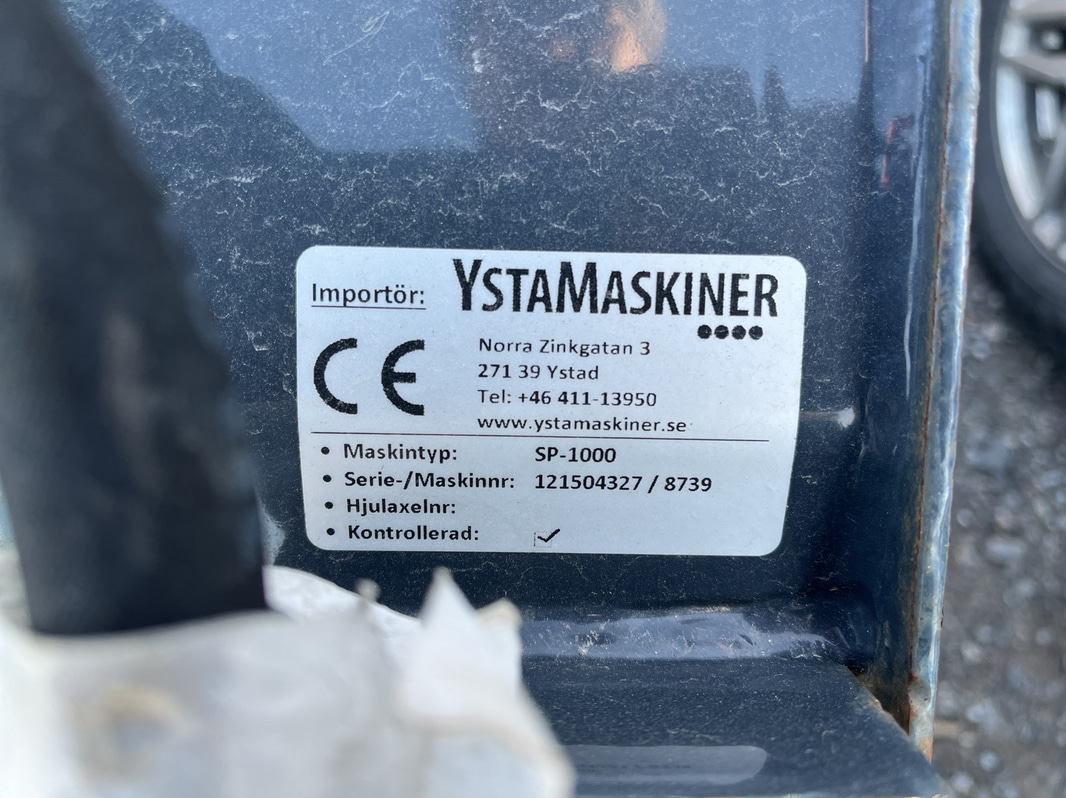 Importör: YSTAMASKINER
CE
Norra Zinkgatan 3
271 39 Ystad
Tel: +46 411-13950
www.ystamaskiner.se
• Maskintyp: SP-1000
• Serie-/Maskinnr: 121504327 / 8739
• Hjulaxelnr:
• Kontrollerad: ✓